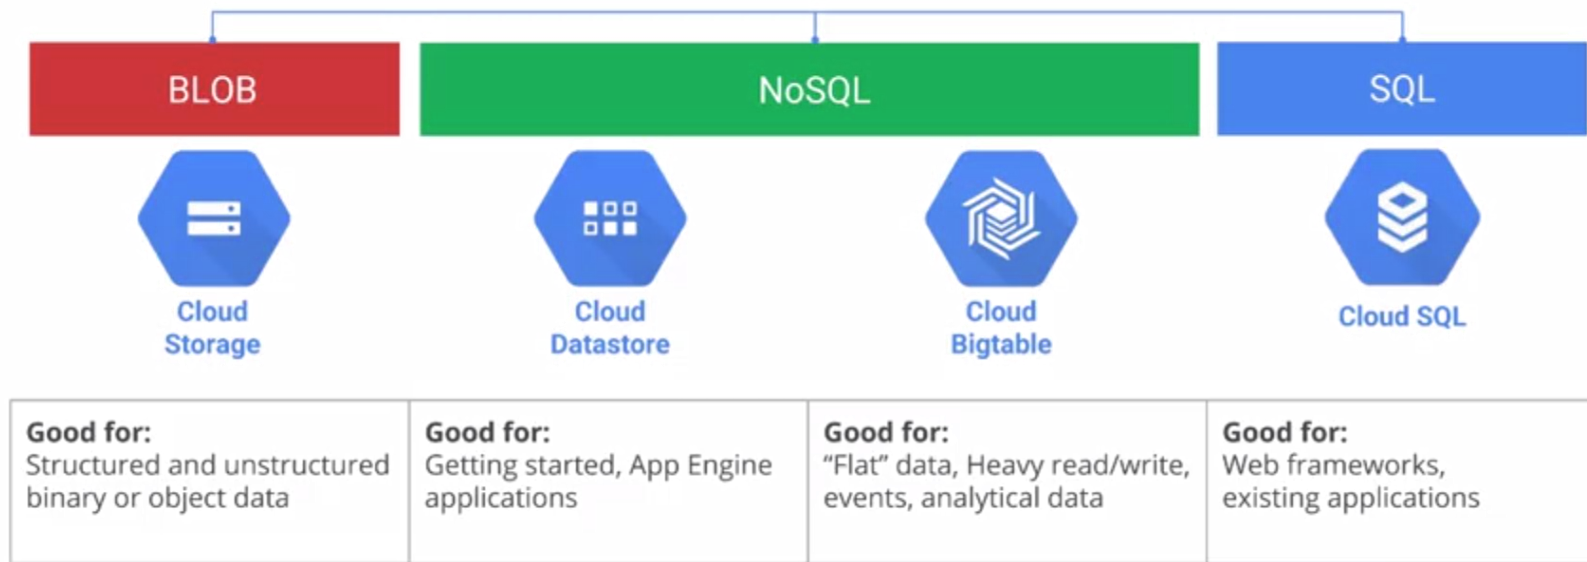 BLOB
NoSQL
SQL
Cloud
Storage
Cloud
Datastore
Cloud
Bigtable
Cloud SQL
Good for:
Structured and unstructured
binary or object data
Good for:
Getting started, App Engine
applications
Good for:
“Flat” data, Heavy read/write,
events, analytical data
Good for:
Web frameworks,
existing applications